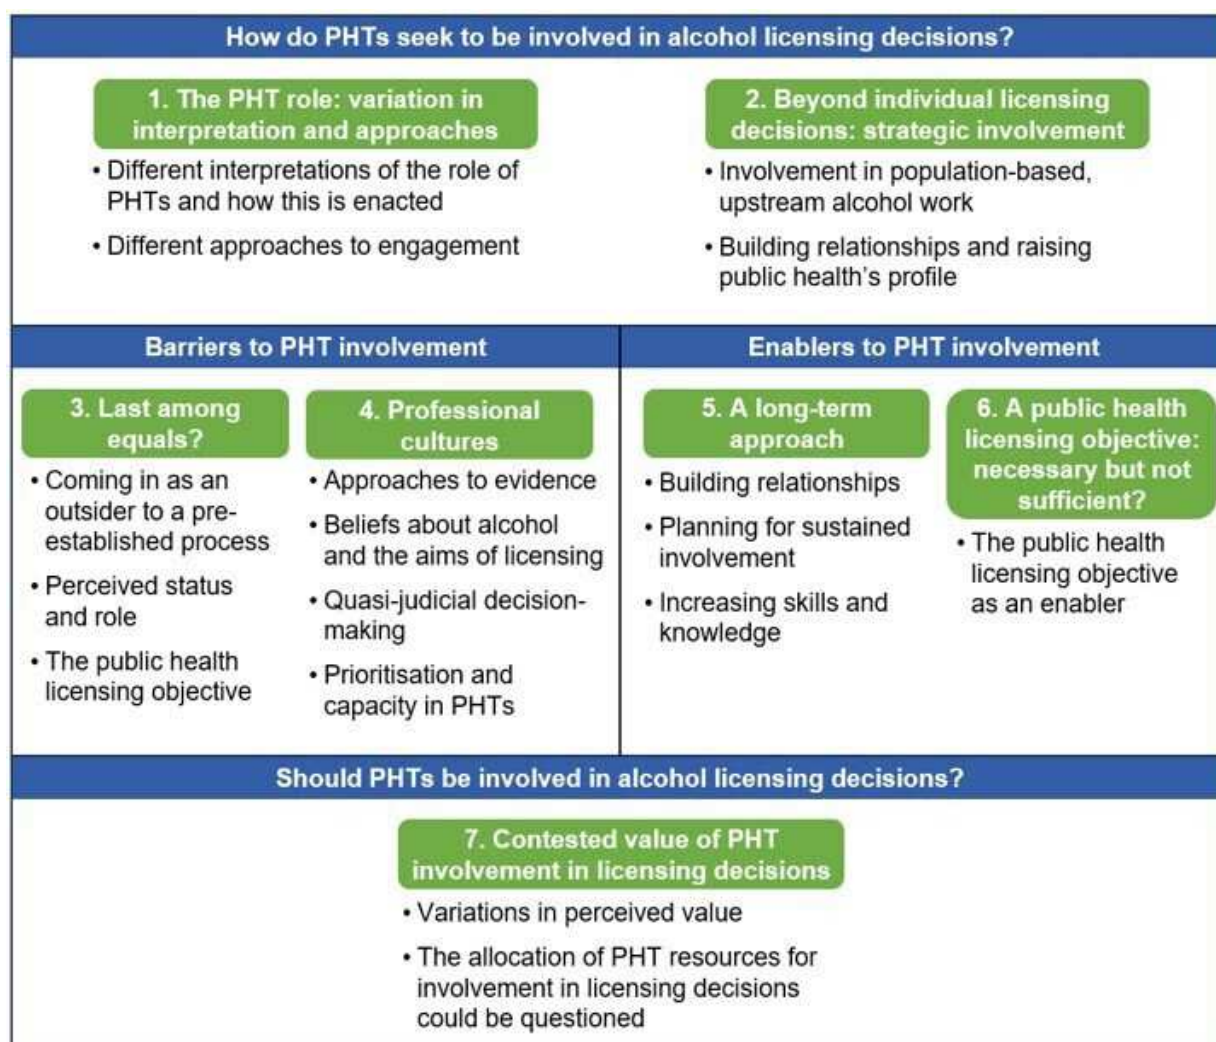 How do PHTs seek to be involved in alcohol licensing decisions?
1. The PHT role: variation in
interpretation and approaches
• Different interpretations of the role of
PHTs and how this is enacted
• Different approaches to engagement
2. Beyond individual licensing
decisions: strategic involvement
• Involvement in population-based,
upstream alcohol work
• Building relationships and raising
public health’s profile
Barriers to PHT involvement
3. Last among
equals?
• Coming in as an
outsider to a pre-
established process
• Perceived status
and role
• The public health
licensing objective
4. Professional
cultures
• Approaches to evidence
• Beliefs about alcohol
and the aims of licensing
• Quasi-judicial decision-
making
• Prioritisation and
capacity in PHTs
Enablers to PHT involvement
5. A long-term
approach
• Building relationships
• Planning for sustained
involvement
• Increasing skills and
knowledge
6. A public health
licensing objective:
necessary but not
sufficient?
• The public health
licensing objective
as an enabler
Should PHTs be involved in alcohol licensing decisions?
7. Contested value of PHT
involvement in licensing decisions
• Variations in perceived value
• The allocation of PHT resources for
involvement in licensing decisions
could be questioned